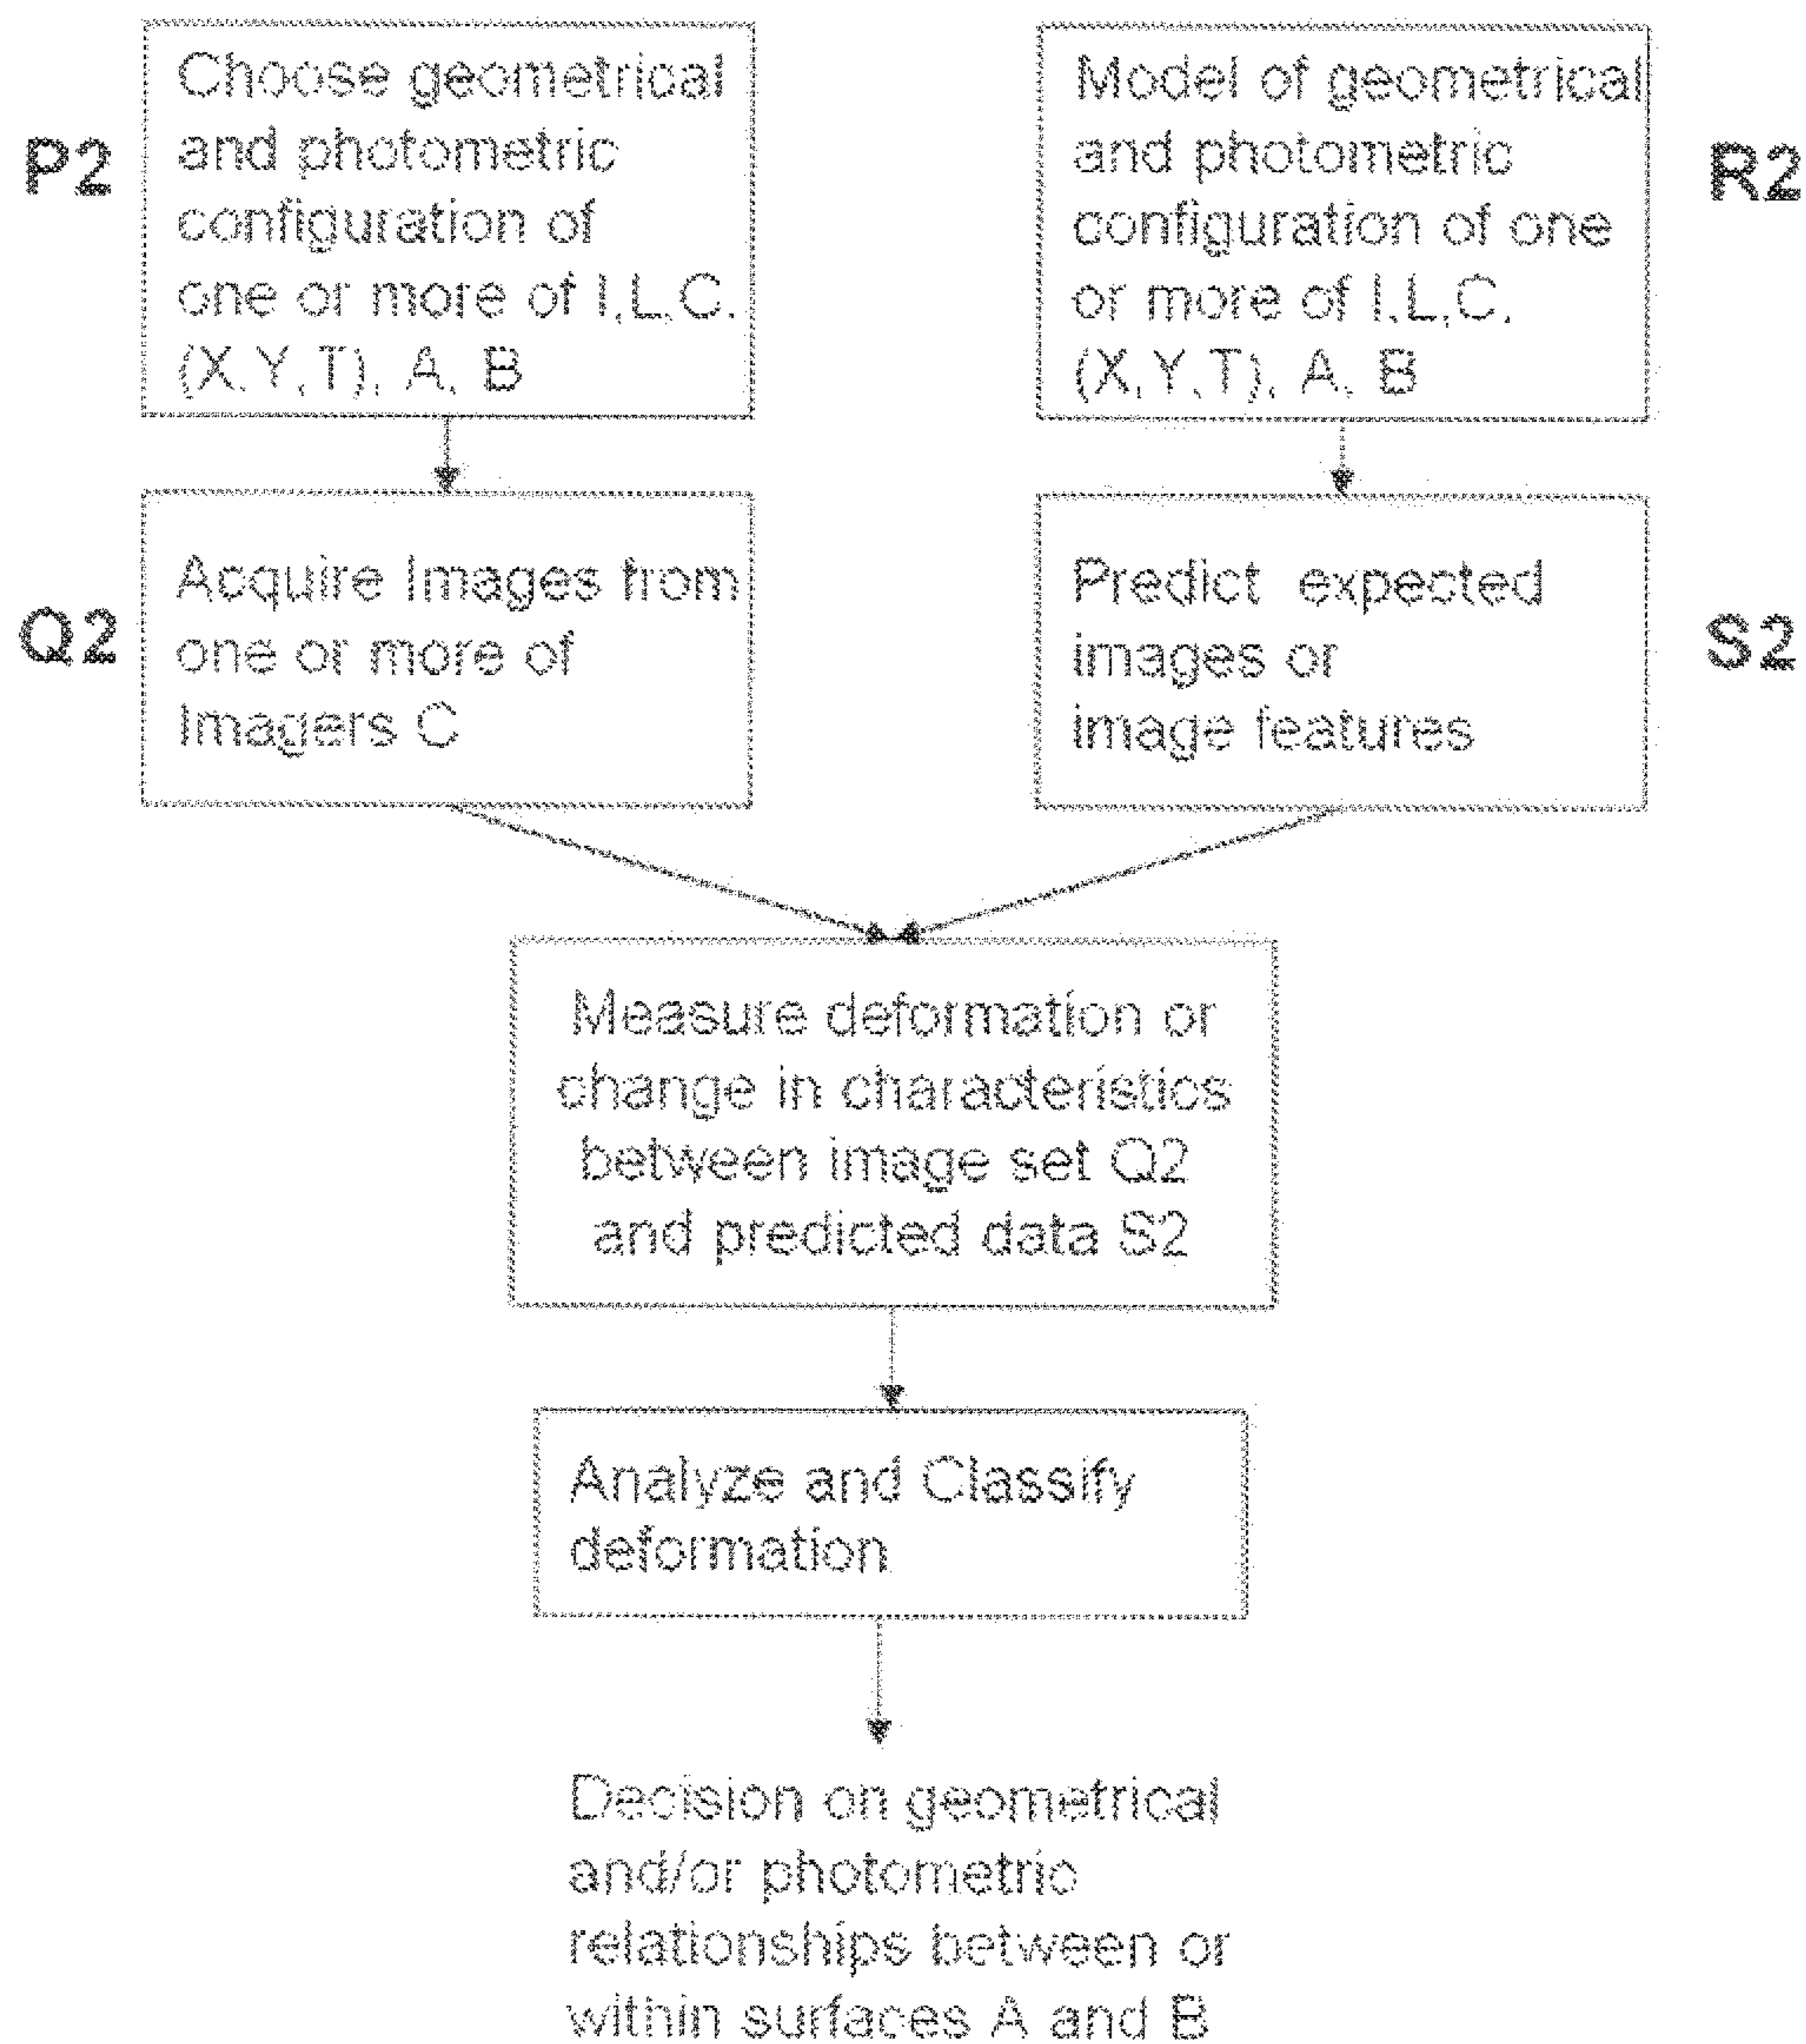 P2
Choose geometrical
and photometric
configuration of
one or more of I,L,C,
(X,Y,T), A, B
R2
Model of geometrical
and photometric
configuration of one
or more of I,L,C,
(X,Y,T), A, B
Q2
Acquire Images from
one or more of
Imagers C
S2
Predict expected
images or
image features
Measure deformation or
change in characteristics
between image set Q2
and predicted data S2
Analyze and Classify
deformation
Decision on geometrical
and/or photometric
relationships between or
within surfaces A and B